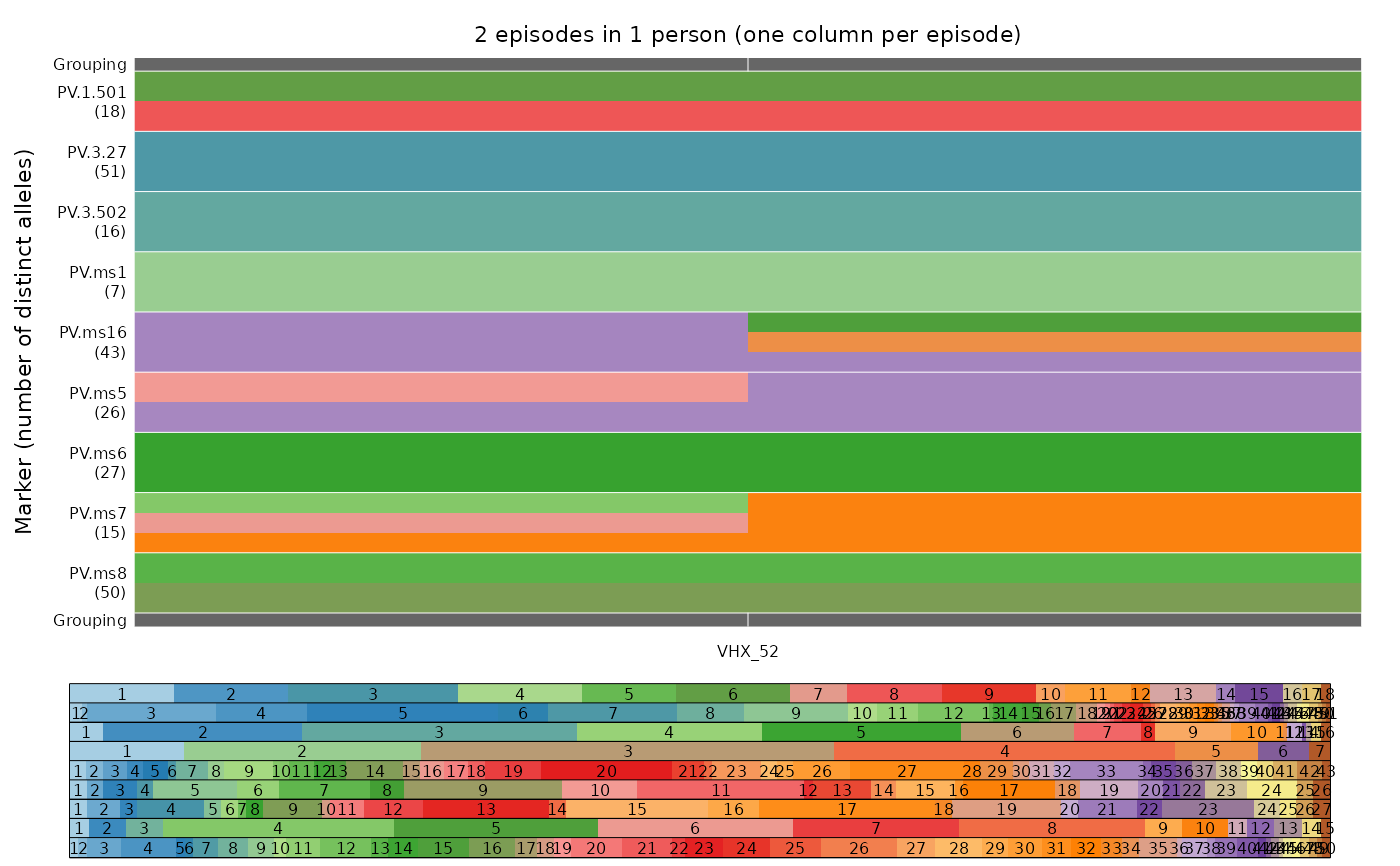 2 episodes in 1 person (one column per episode)
Marker (number of distinct alleles)
Grouping
PV.1.501
(18)
PV.3.27
(51)
PV.3.502
(16)
PV.ms1
(7)
PV.ms16
(43)
PV.ms5
(26)
PV.ms6
(27)
PV.ms7
(15)
PV.ms8
(50)
Grouping
VHX_52
1 2 3 4 5 6 7 8 9 10 11 12 13 14 15 16 17 18
1 2 3 4 5 6 7 8 9 10 11 12 13 14 15 16 17 18
1 2 3 4 5 6 7 8 9 10 11 12
1 2 3 4 5 6 7
1 2 3 4 5 6 7 8 9 10 11 12 13 14 15 16 17 18 19 20 21 22 23 24 25 26 27 28 29 30 31 32 33 34 35 36 37 38 39 40 41 42 43
1 2 3 4 5 6 7 8 9 10 11 12 13 14 15 16 17 18 19 20 21 22 23 24 25 26
1 2 3 4 5 6 7 8 9 10 11 12 13 14 15 16 17 18 19 20 21 22 23 24 25 26 27
1 2 3 4 5 6 7 8 9 10 11 12 13 14 15
1 2 3 4 5 6 7 8 9 10 11 12 13 14 15 16 17 18 19 20 21 22 23 24 25 26 27 28 29 30 31 32 33 34 35 36 37 38 39 40